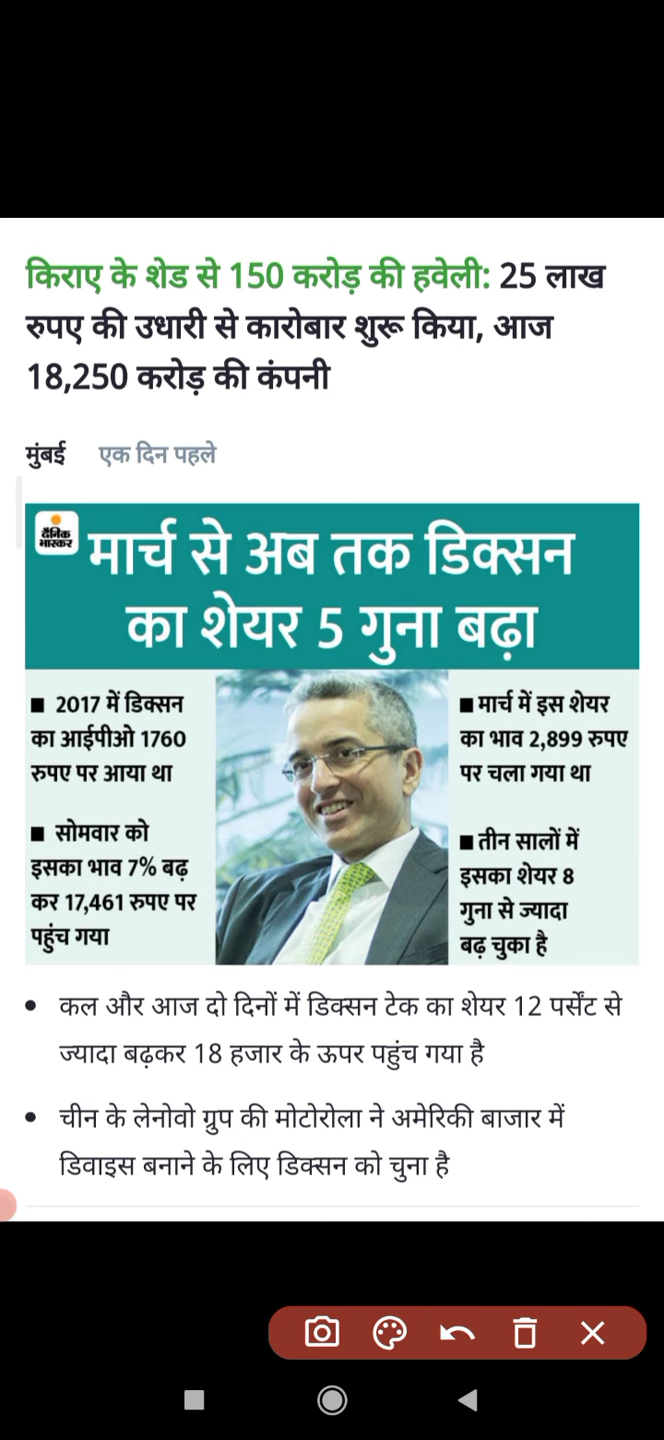 किराए के शेड से 150 करोड़ की हवेली: 25 लाख
रुपए की उधारी से कारोबार शुरू किया, आज
18,250 करोड़ की कंपनी
मुंबई एक दिन पहले
दैनिक
भास्कर
मार्च से अब तक डिक्सन
का शेयर 5 गुना बढ़ा
■ 2017 में डिक्सन
का आईपीओ 1760
रुपए पर आया था
■ सोमवार को
इसका भाव 7% बढ़
कर 17,461 रुपए पर
पहुंच गया
■ मार्च में इस शेयर
का भाव 2,899 रुपए
पर चला गया था
■ तीन सालों में
इसका शेयर 8
गुना से ज्यादा
बढ़ चुका है
• कल और आज दो दिनों में डिक्सन टेक का शेयर 12 पर्सेंट से
ज्यादा बढ़कर 18 हजार के ऊपर पहुंच गया है
• चीन के लेनोवो ग्रुप की मोटोरोला ने अमेरिकी बाजार में
डिवाइस बनाने के लिए डिक्सन को चुना है